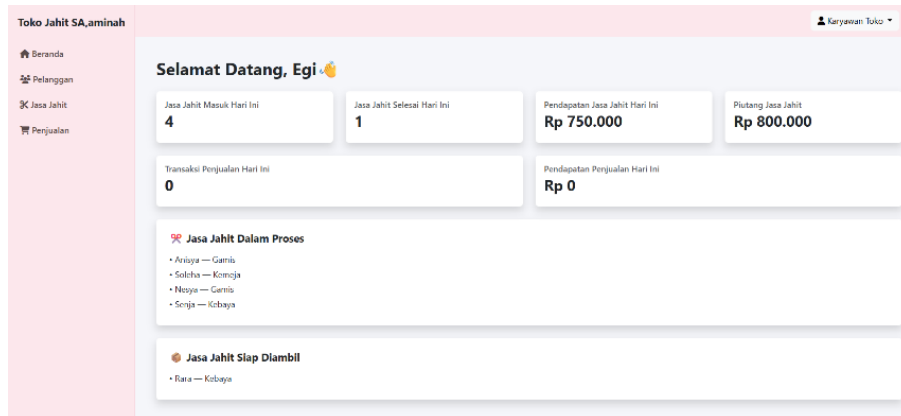 Toko Jahit SA,aminah
Karyawan Toko
Beranda
Pelanggan
Jasa Jahit
Penjualan
Selamat Datang, Egi
Jasa Jahit Masuk Hari Ini
4
Jasa Jahit Selesai Hari Ini
1
Pendapatan Jasa Jahit Hari Ini
Rp 750.000
Piutang Jasa Jahit
Rp 800.000
Transaksi Penjualan Hari Ini
0
Pendapatan Penjualan Hari Ini
Rp 0
Jasa Jahit Dalam Proses
• Anisya — Gamis
• Soleha — Kemeja
• Nesya — Gamis
• Senja — Kebaya
Jasa Jahit Siap Diambil
• Rara — Kebaya